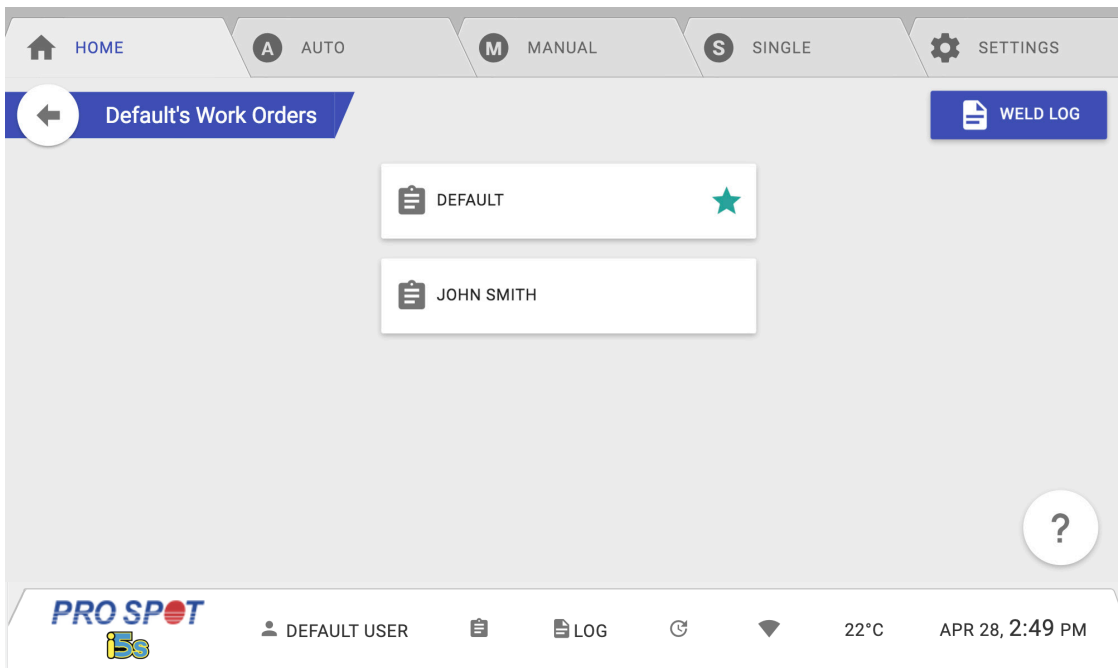 HOME
A AUTO
M MANUAL
S SINGLE
SETTINGS
Default's Work Orders
WELD LOG
DEFAULT
JOHN SMITH
?
PRO SPOT
i5s
DEFAULT USER
LOG
22°C
APR 28, 2:49 PM